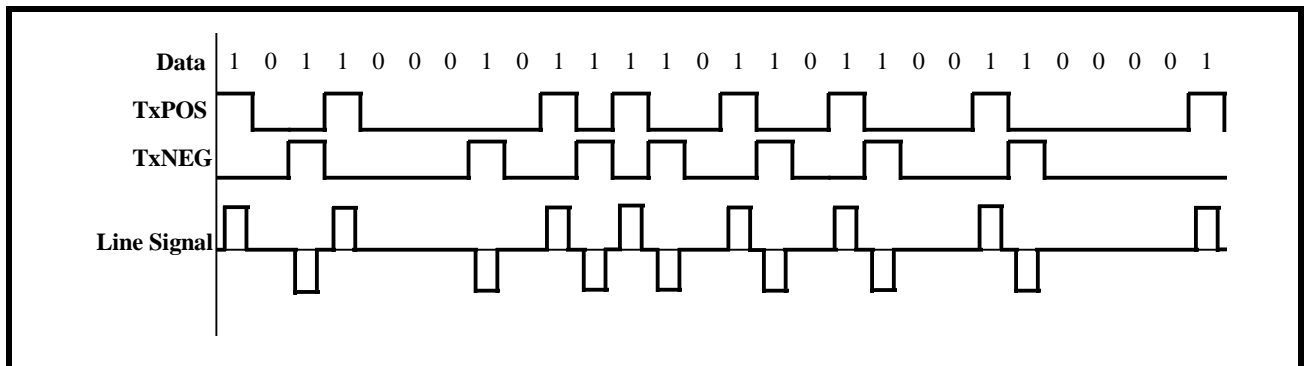 Data 1 0 1 1 0 0 0 1 0 1 1 1 1 0 1 1 0 1 1 0 0 1 1 0 0 0 0 1
TxPOS
TxNEG
Line Signal